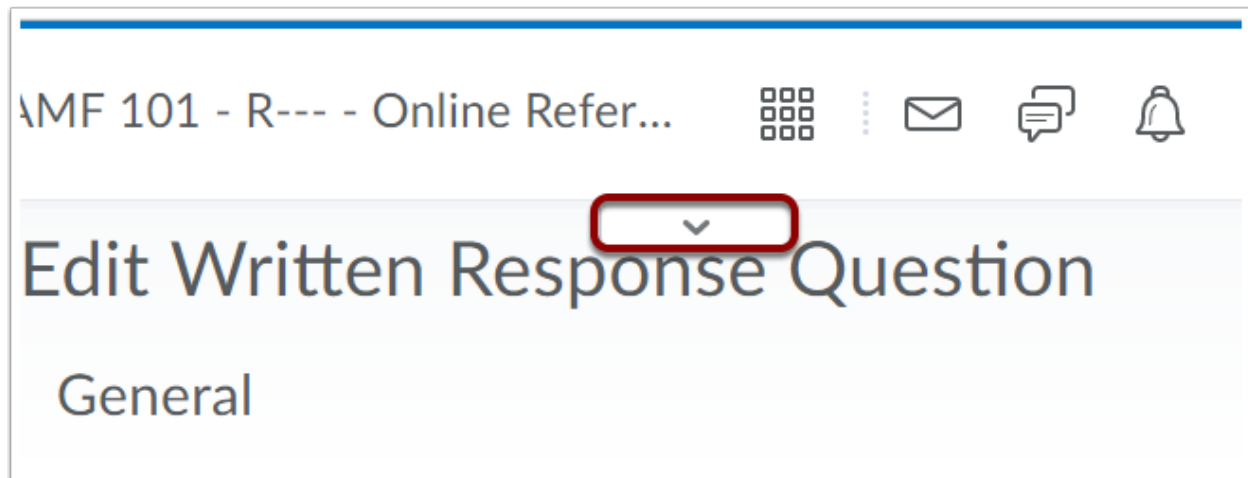 AMF 101 - R--- - Online Refer...
Edit Written Response Question
General